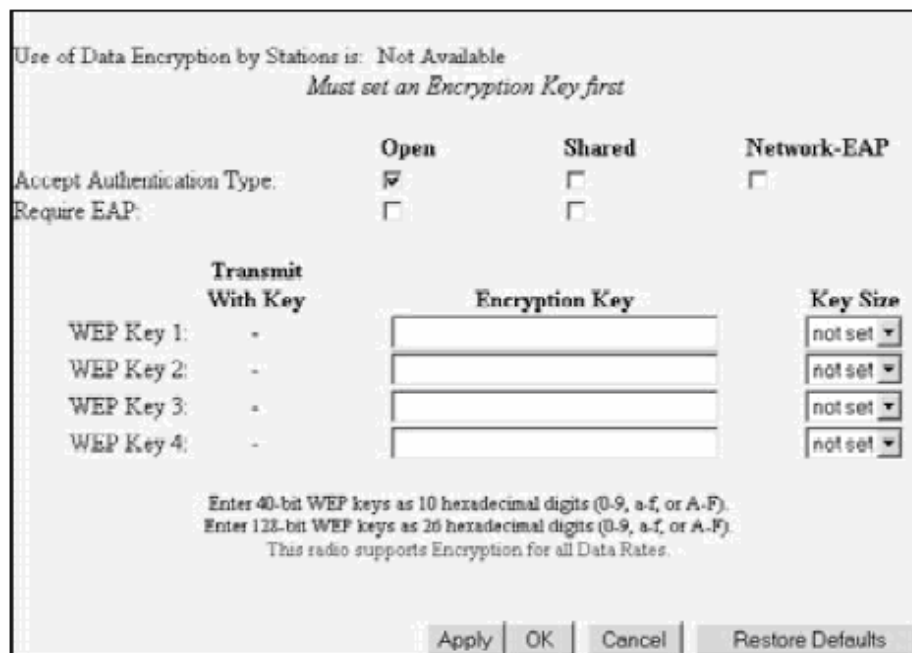 Use of Data Encryption by Stations is: Not Available
Must set an Encryption Key first
Open Shared Network-EAP
Accept Authentication Type:
Require EAP:
Transmit
With Key Encryption Key Key Size
WEP Key 1: - not set
WEP Key 2: - not set
WEP Key 3: - not set
WEP Key 4: - not set
Enter 40-bit WEP keys as 10 hexadecimal digits (0-9, a-f, or A-F).
Enter 128-bit WEP keys as 26 hexadecimal digits (0-9, a-f, or A-F).
This radio supports Encryption for all Data Rates.
Apply OK Cancel Restore Defaults